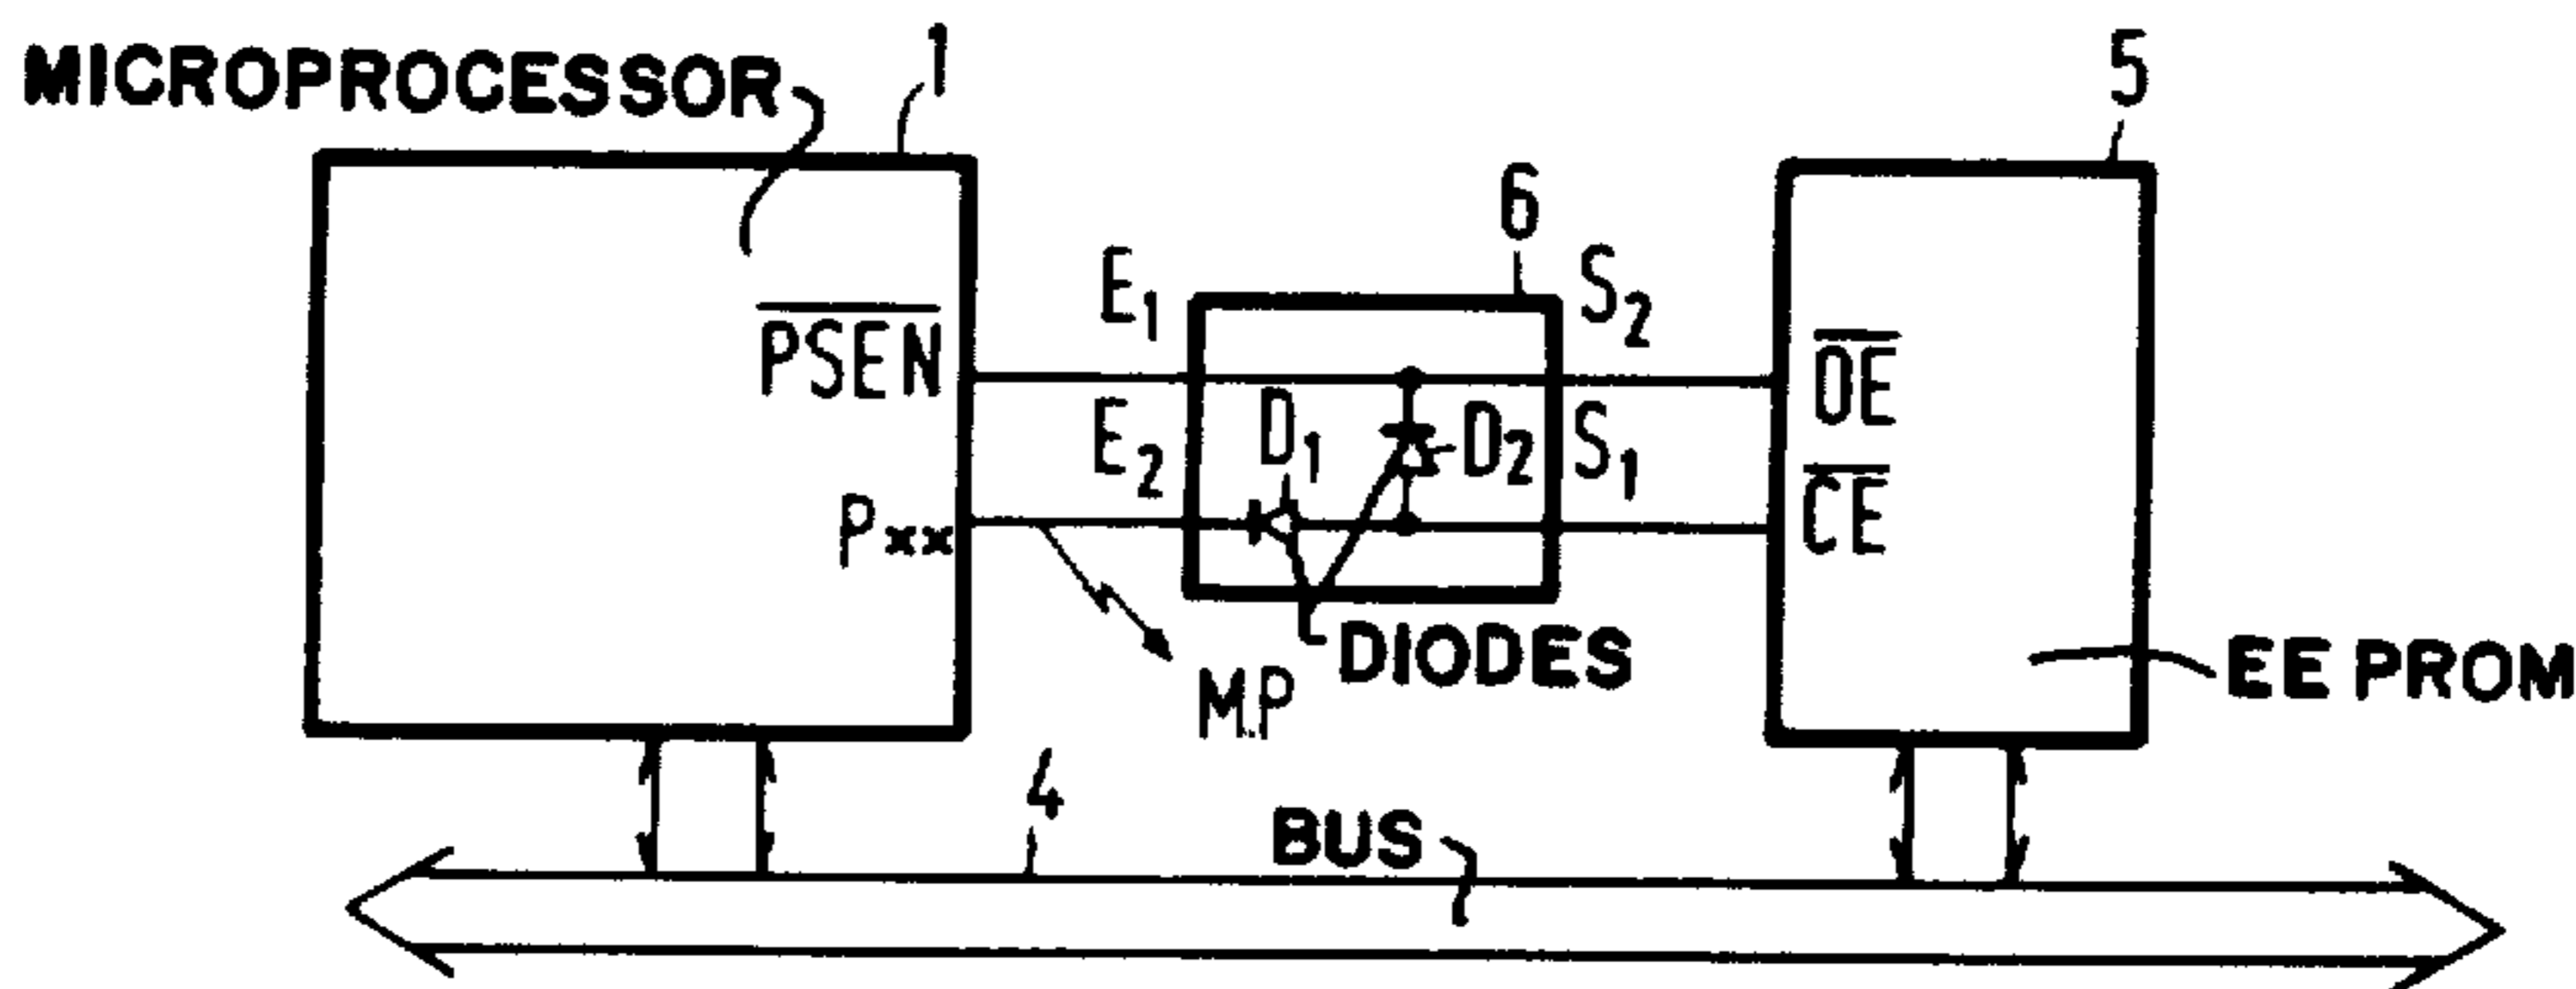 MICROPROCESSOR
1
5
6
E1
S2
PSEN
OE
E2
D1
D2
S1
Pxx
CE
DIODES
MP
EE PROM
4
BUS